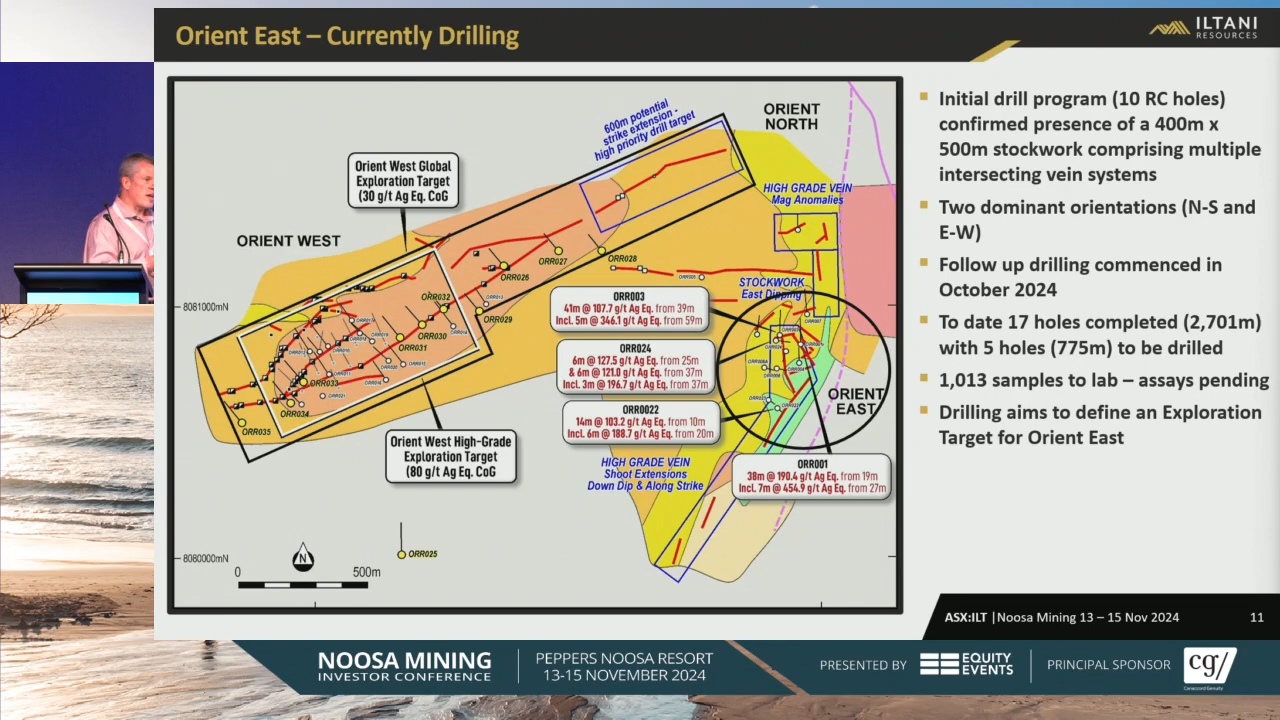 Orient East – Currently Drilling
ILTANI
RESOURCES
ORIENT
NORTH
600m potential
strike extension -
high priority drill target
Orient West Global
Exploration Target
(30 g/t Ag Eq. CoG
HIGH GRADE VEIN
Mag Anomalies
ORIENT WEST
ORR027
ORR028
ORR026
STOCKWORK
East Dipping
ORR032
ORR029
8081000mN
ORR003
41m @ 107.7 g/t Ag Eq. from 39m
Incl. 5m @ 346.1 g/t Ag Eq. from 59m
ORR030
ORR031
ORR024
6m @ 127.5 g/t Ag Eq. from 25m
& 6m @ 121.0 g/t Ag Eq. from 37m
Incl. 3m @ 196.7 g/t Ag Eq. from 37m
ORR033
ORIENT
EAST
ORR034
ORR0022
14m @ 103.2 g/t Ag Eq. from 10m
Incl. 6m @ 188.7 g/t Ag Eq. from 20m
ORR035
Orient West High-Grade
Exploration Target
(80 g/t Ag Eq. CoG
HIGH GRADE VEIN
Shoot Extensions
Down Dip & Along Strike
ORR001
38m @ 190.4 g/t Ag Eq. from 19m
Incl. 7m @ 454.9 g/t Ag Eq. from 27m
ORR025
8080000mN
N
0 500m
Initial drill program (10 RC holes)
confirmed presence of a 400m x
500m stockwork comprising multiple
intersecting vein systems
Two dominant orientations (N-S and
E-W)
Follow up drilling commenced in
October 2024
To date 17 holes completed (2,701m)
with 5 holes (775m) to be drilled
1,013 samples to lab – assays pending
Drilling aims to define an Exploration
Target for Orient East
ASX:ILT | Noosa Mining 13 – 15 Nov 2024 11
NOOSA MINING
INVESTOR CONFERENCE
PEPPERS NOOSA RESORT
13-15 NOVEMBER 2024
PRESENTED BY
EQUITY
EVENTS
PRINCIPAL SPONSOR
cg/
Canaccord Genuity